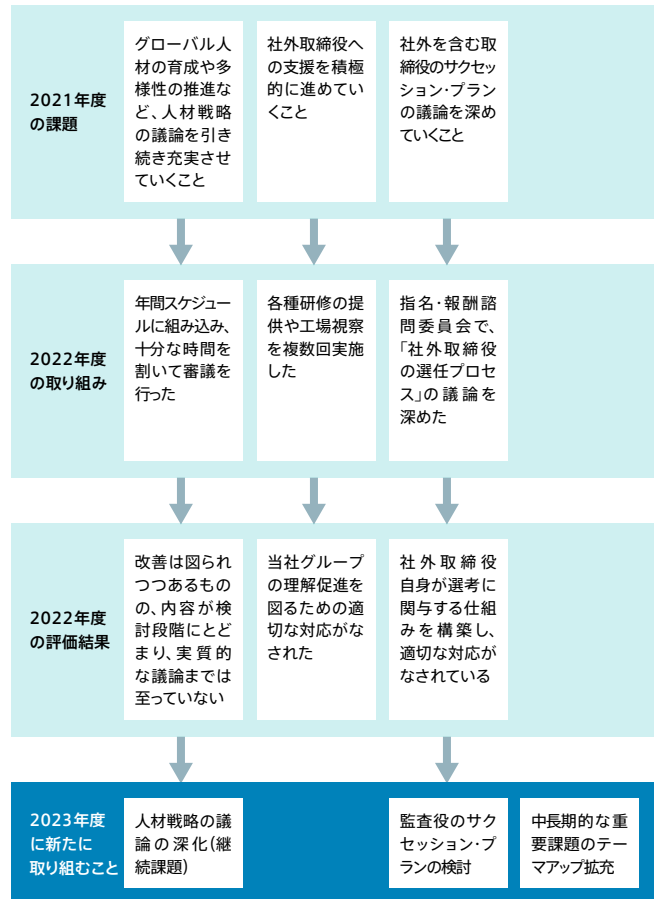 2021年度
の課題
グローバル人
材の育成や多
様性の推進な
ど、人材戦略
の議論を引き
続き充実させ
ていくこと
社外取締役へ
の支援を積極
的に進めてい
くこと
社外を含む取
締役のサクセッ
ション・プラン
の議論を深め
ていくこと
2022年度
の取り組み
年間スケジュー
ルに組み込み、
十分な時間を
割いて審議を
行った
各種研修の提
供や工場視察
を複数回実施
した
指名・報酬諮
問委員会で、
「社外取締役
の選任プロセ
ス」の議論を
深めた
2022年度
の評価結果
改善は図られ
つつあるもの
の、内容が検
討段階にとど
まり、実質的
な議論までは
至っていない
当社グループ
の理解促進を
図るための適
切な対応がな
された
社外取締役
自身が選考に
関与する仕組
みを構築し、
適切な対応が
なされている
2023年度
に新たに
取り組むこと
人材戦略の議
論の深化(継
続課題)
監査役のサク
セッション・プ
ランの検討
中長期的な重
要課題のテー
マアップ拡充